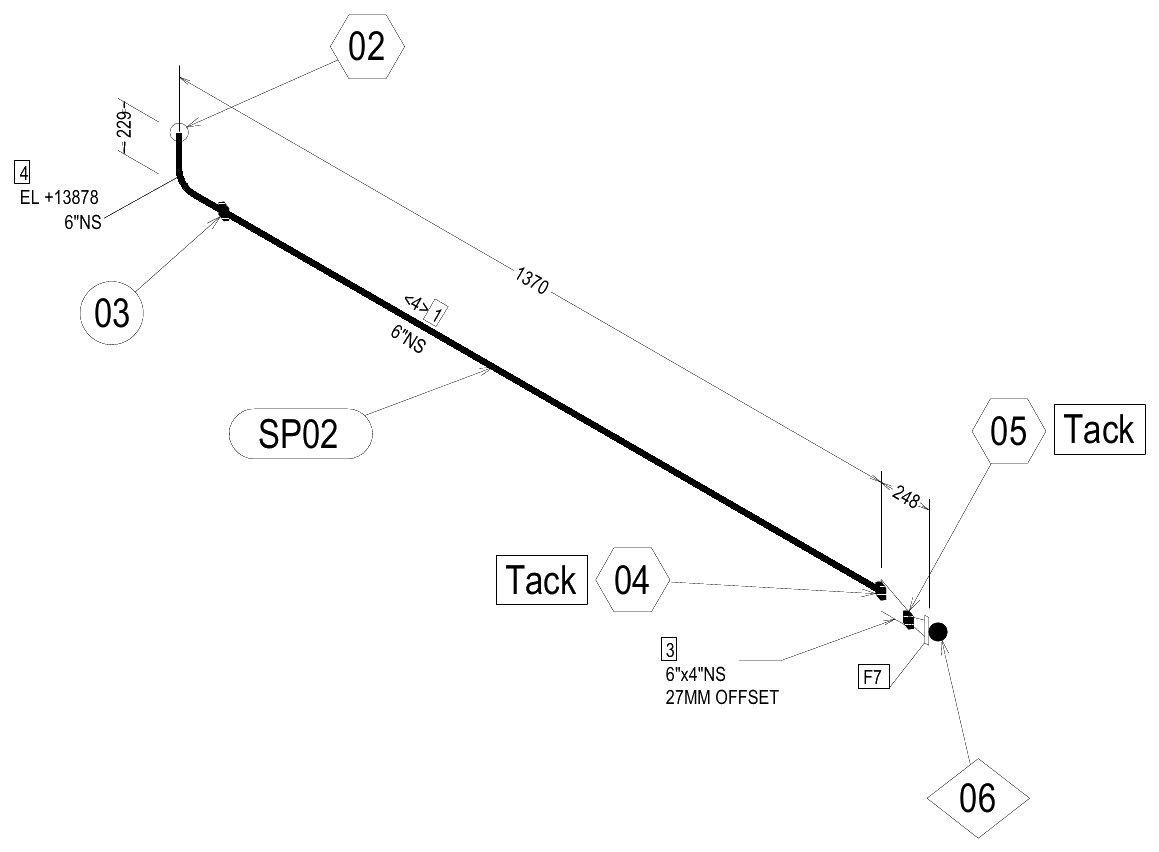 02
229
4
EL +13878
6"NS
03
1370
<4> 1
6"NS
SP02
05
Tack
248
Tack
04
3
6"x4"NS
27MM OFFSET
F7
06